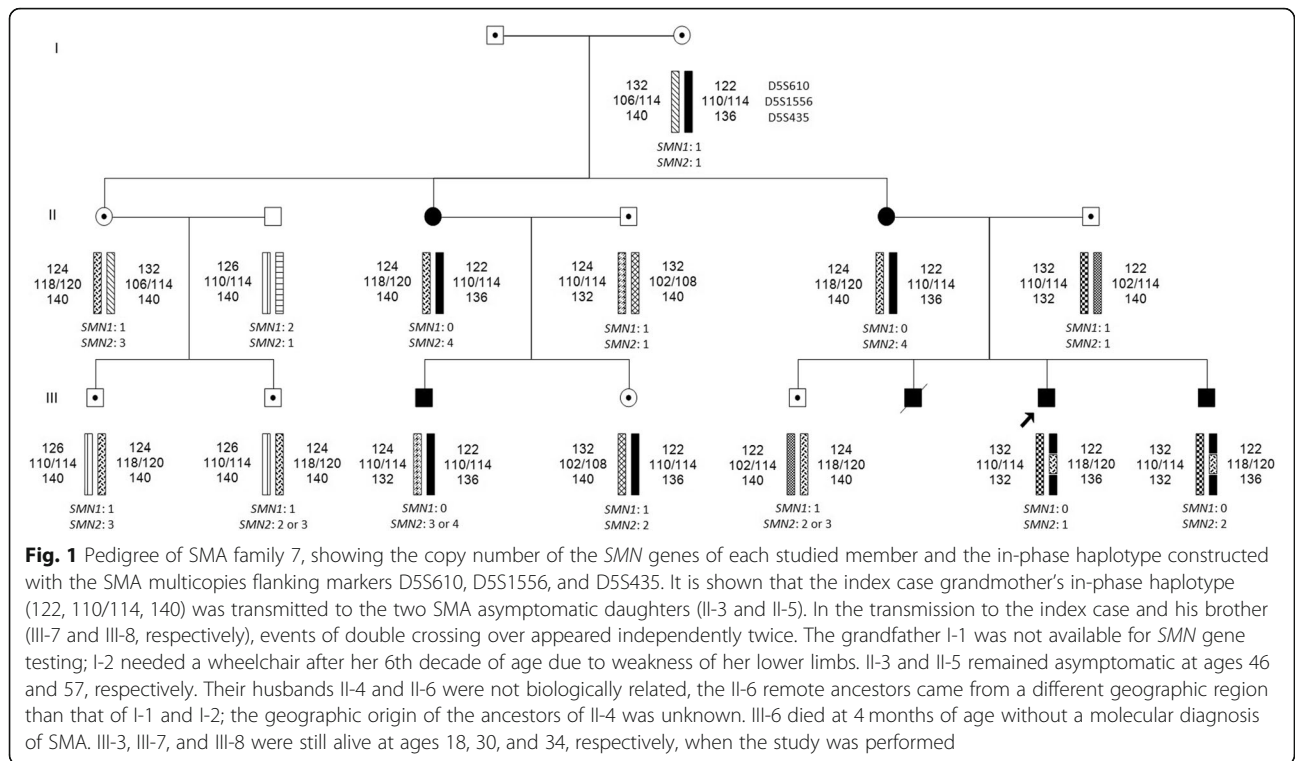 I
132 122 D5S610
106/114 110/114 D5S1556
140 136 D5S435
SMN1: 1
SMN2: 1
II
124 132 126 124 122 124 132 124 122 132 122
118/120 106/114 110/114 118/120 110/114 110/114 102/108 118/120 110/114 110/114 102/114
140 140 140 140 136 132 140 140 136 132 140
SMN1: 1 SMN1: 2 SMN1: 0 SMN1: 1 SMN1: 0 SMN1: 1
SMN2: 3 SMN2: 1 SMN2: 4 SMN2: 1 SMN2: 4 SMN2: 1
III
126 124 126 124 124 122 132 122 122 124 132 122 132 122
110/114 118/120 110/114 118/120 110/114 110/114 102/108 110/114 102/114 118/120 110/114 118/120 110/114 118/120
140 140 140 140 132 136 140 136 140 140 132 136 132 136
SMN1: 1 SMN1: 1 SMN1: 0 SMN1: 1 SMN1: 1 SMN1: 0 SMN1: 0
SMN2: 3 SMN2: 2 or 3 SMN2: 3 or 4 SMN2: 2 SMN2: 2 or 3 SMN2: 1 SMN2: 2
Fig. 1 Pedigree of SMA family 7, showing the copy number of the SMN genes of each studied member and the in-phase haplotype constructed
with the SMA multicopies flanking markers D5S610, D5S1556, and D5S435. It is shown that the index case grandmother's in-phase haplotype
(122, 110/114, 140) was transmitted to the two SMA asymptomatic daughters (II-3 and II-5). In the transmission to the index case and his brother
(III-7 and III-8, respectively), events of double crossing over appeared independently twice. The grandfather I-1 was not available for SMN gene
testing; I-2 needed a wheelchair after her 6th decade of age due to weakness of her lower limbs. II-3 and II-5 remained asymptomatic at ages 46
and 57, respectively. Their husbands II-4 and II-6 were not biologically related, the II-6 remote ancestors came from a different geographic region
than that of I-1 and I-2; the geographic origin of the ancestors of II-4 was unknown. III-6 died at 4 months of age without a molecular diagnosis
of SMA. III-3, III-7, and III-8 were still alive at ages 18, 30, and 34, respectively, when the study was performed